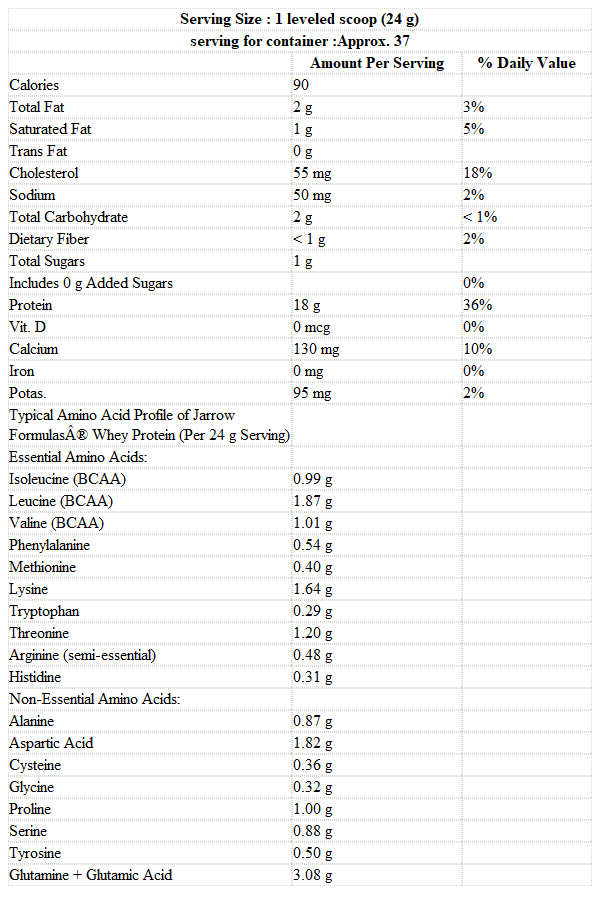 Serving Size : 1 leveled scoop (24 g)
serving for container :Approx. 37
Amount Per Serving % Daily Value
Calories 90
Total Fat 2 g 3%
Saturated Fat 1 g 5%
Trans Fat 0 g
Cholesterol 55 mg 18%
Sodium 50 mg 2%
Total Carbohydrate 2 g < 1%
Dietary Fiber < 1 g 2%
Total Sugars 1 g
Includes 0 g Added Sugars 0%
Protein 18 g 36%
Vit. D 0 mcg 0%
Calcium 130 mg 10%
Iron 0 mg 0%
Potas. 95 mg 2%
Typical Amino Acid Profile of Jarrow
Formulas® Whey Protein (Per 24 g Serving)
Essential Amino Acids:
Isoleucine (BCAA) 0.99 g
Leucine (BCAA) 1.87 g
Valine (BCAA) 1.01 g
Phenylalanine 0.54 g
Methionine 0.40 g
Lysine 1.64 g
Tryptophan 0.29 g
Threonine 1.20 g
Arginine (semi-essential) 0.48 g
Histidine 0.31 g
Non-Essential Amino Acids:
Alanine 0.87 g
Aspartic Acid 1.82 g
Cysteine 0.36 g
Glycine 0.32 g
Proline 1.00 g
Serine 0.88 g
Tyrosine 0.50 g
Glutamine + Glutamic Acid 3.08 g